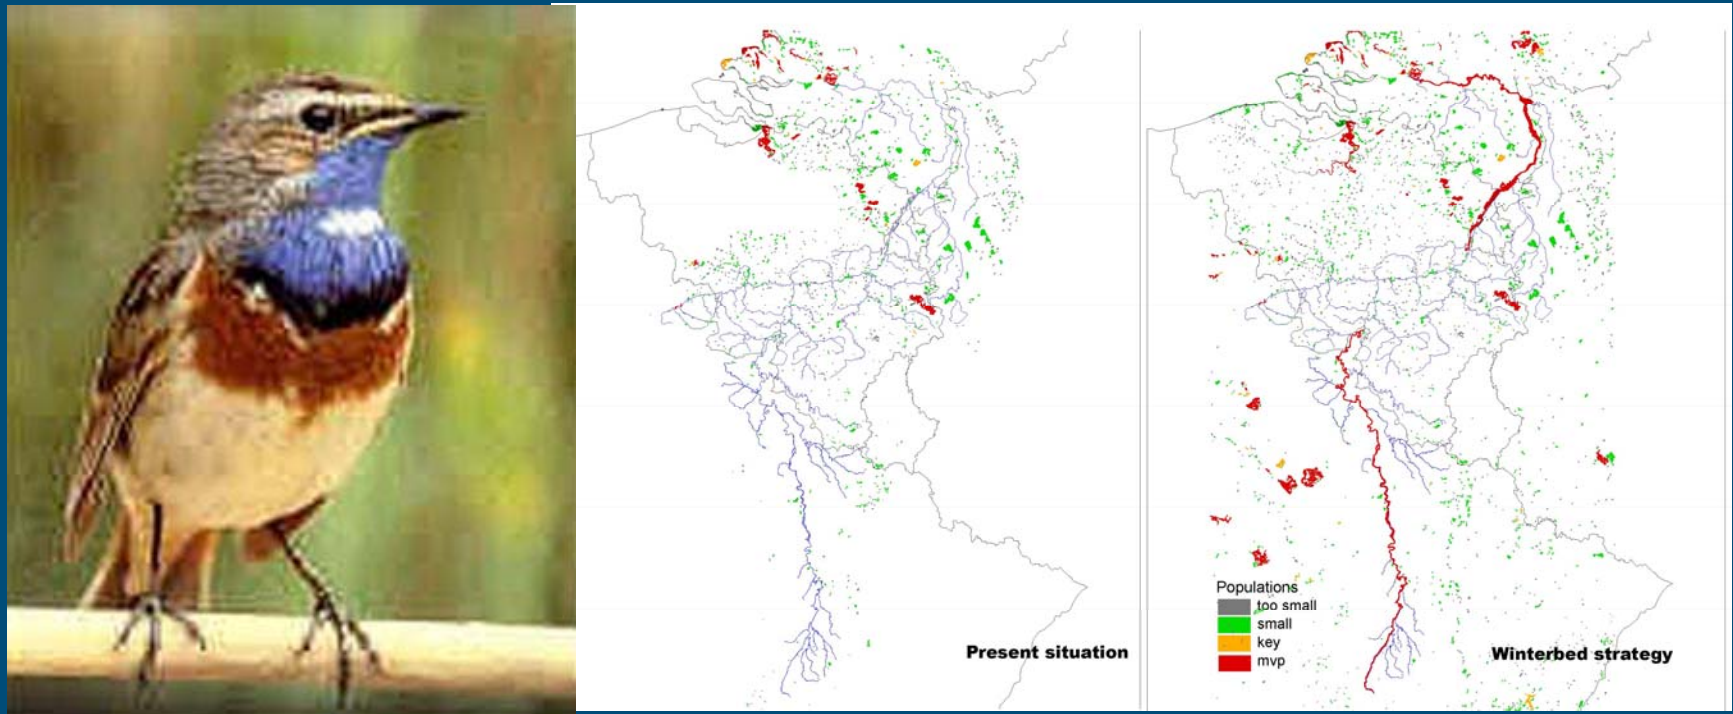 Present situation
Populations
too small
small
key
mvp
Winterbed strategy